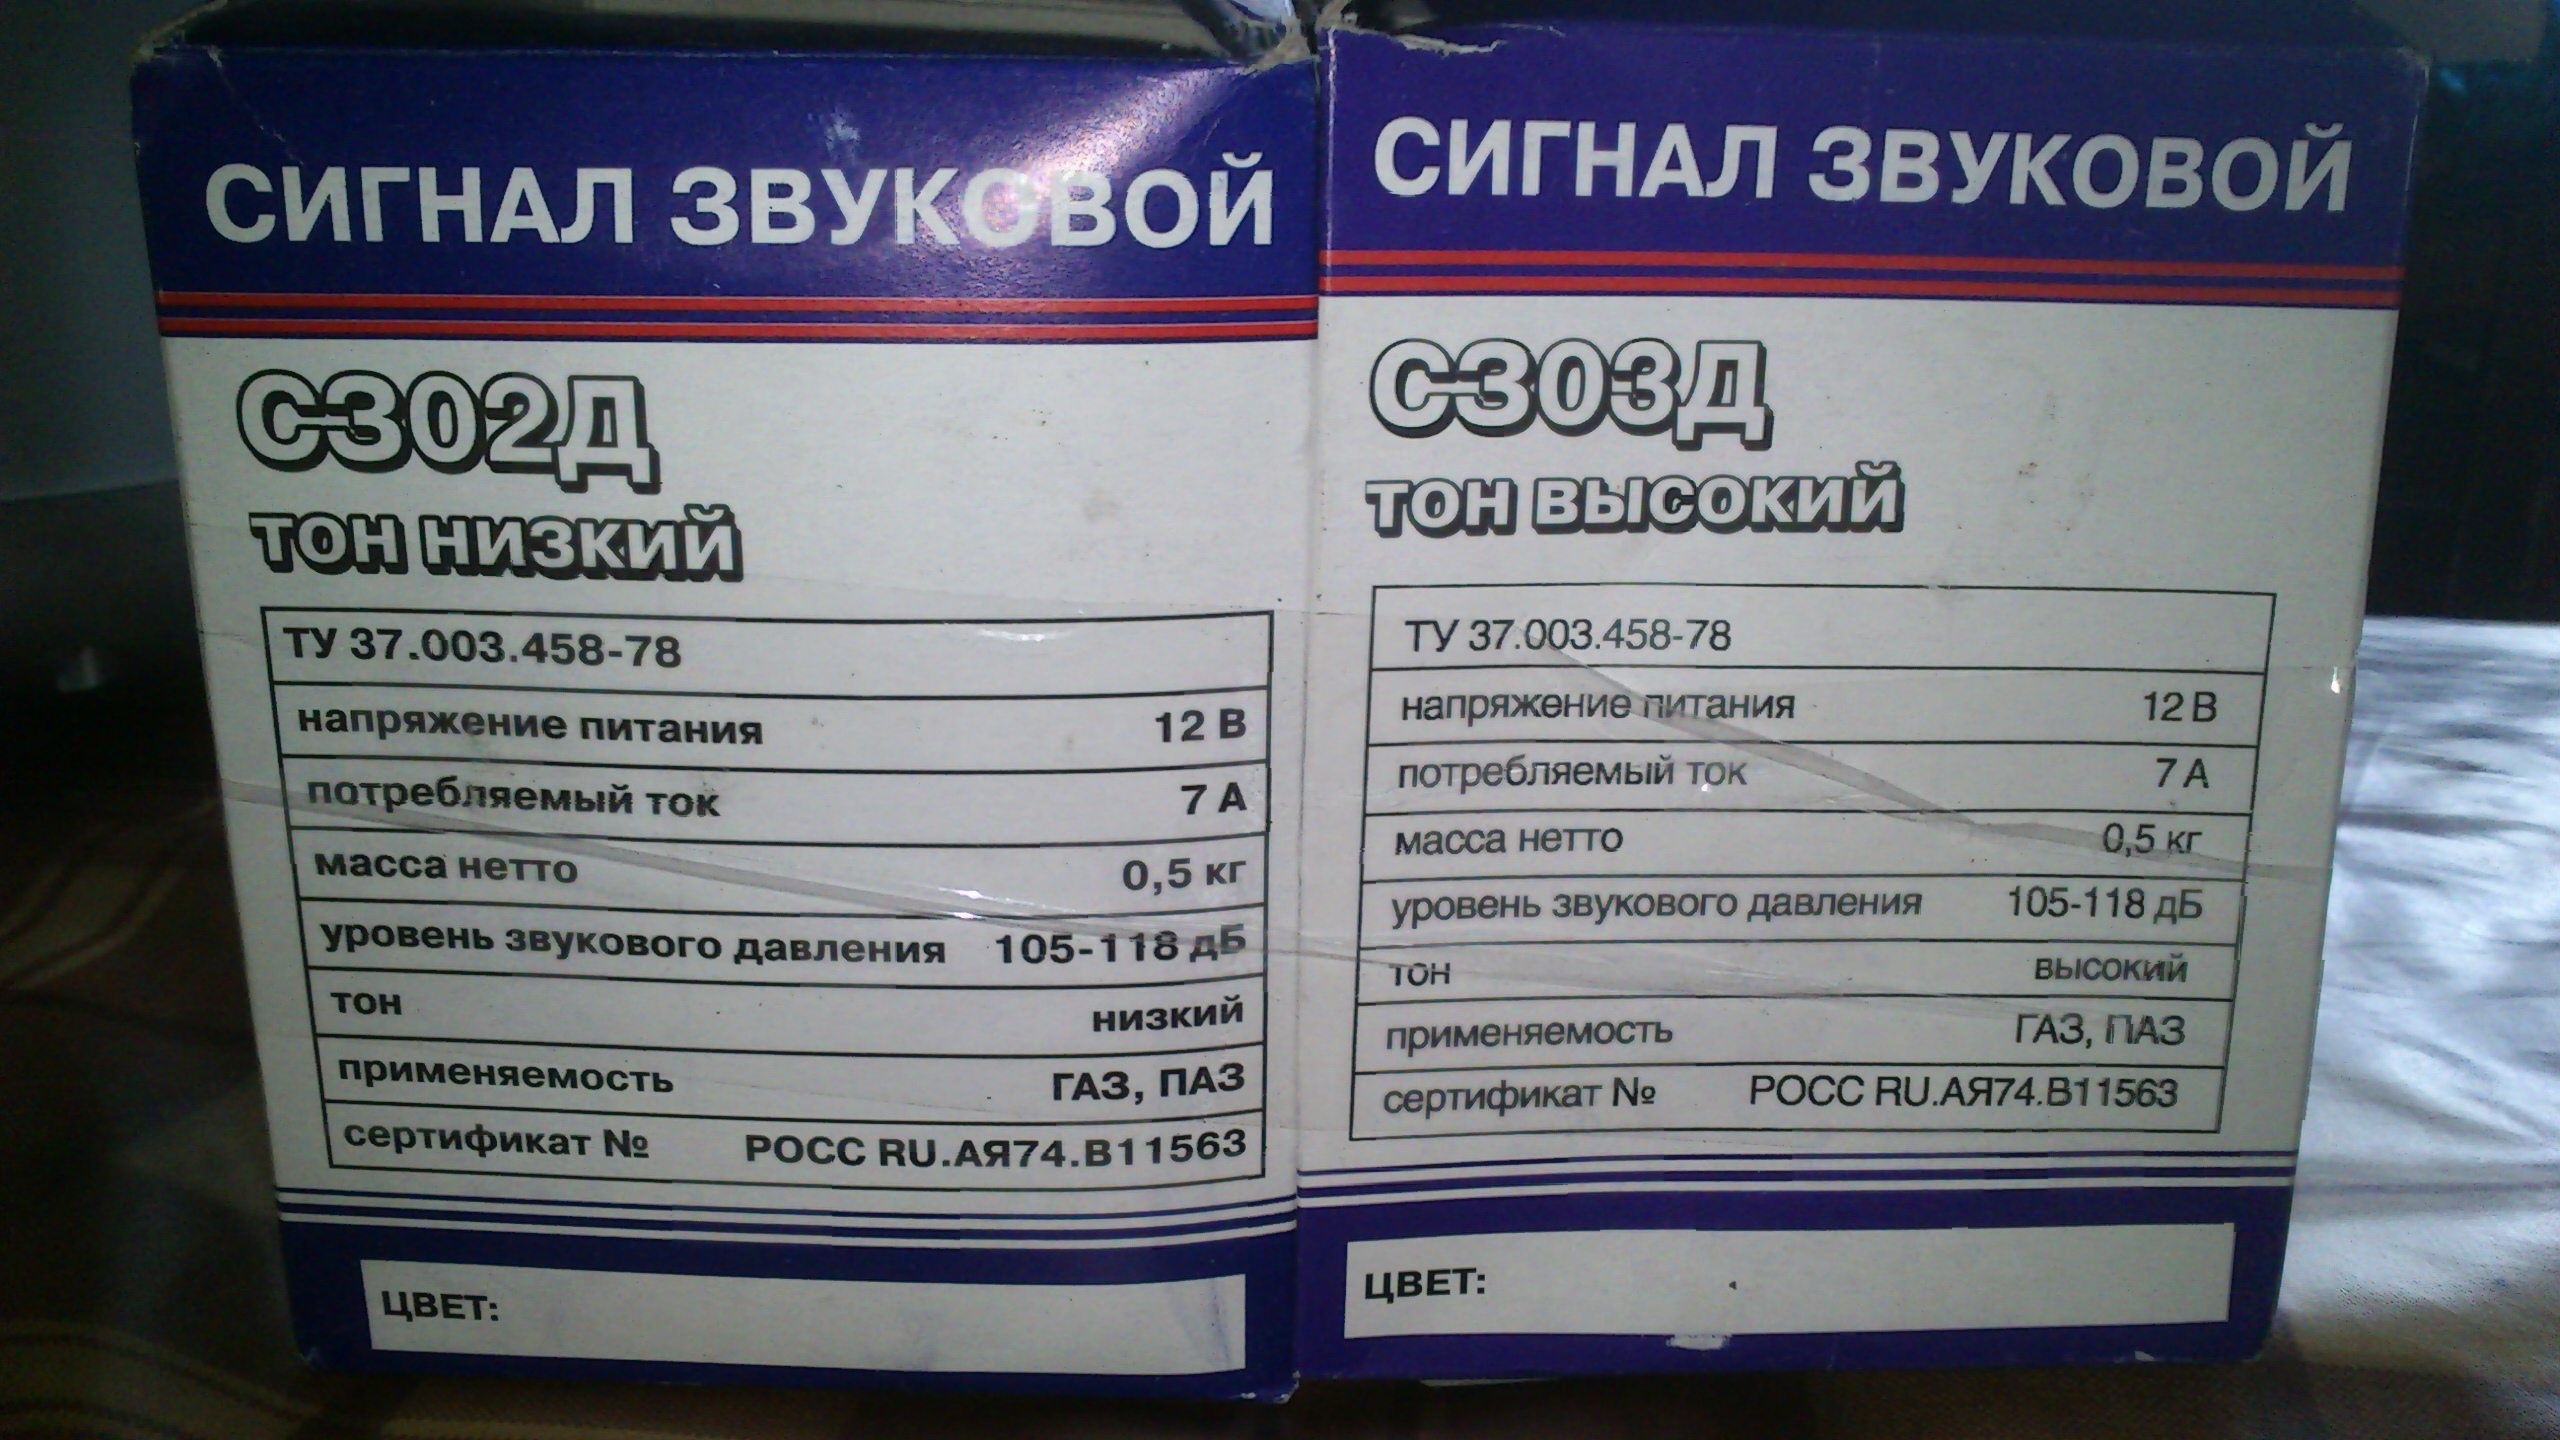 СИГНАЛ ЗВУКОВОЙ
С302Д
ТОН НИЗКИЙ
ТУ 37.003.458-78
напряжение питания 12 В
потребляемый ток 7 А
масса нетто 0,5 кг
уровень звукового давления 105-118 дБ
тон низкий
применяемость ГАЗ, ПАЗ
сертификат № РОСС RU.АЯ74.В11563
ЦВЕТ:
СИГНАЛ ЗВУКОВОЙ
С303Д
ТОН ВЫСОКИЙ
ТУ 37.003.458-78
напряжение питания 12 В
потребляемый ток 7 А
масса нетто 0,5 кг
уровень звукового давления 105-118 дБ
тон высокий
применяемость ГАЗ, ПАЗ
сертификат № РОСС RU.АЯ74.В11563
ЦВЕТ: